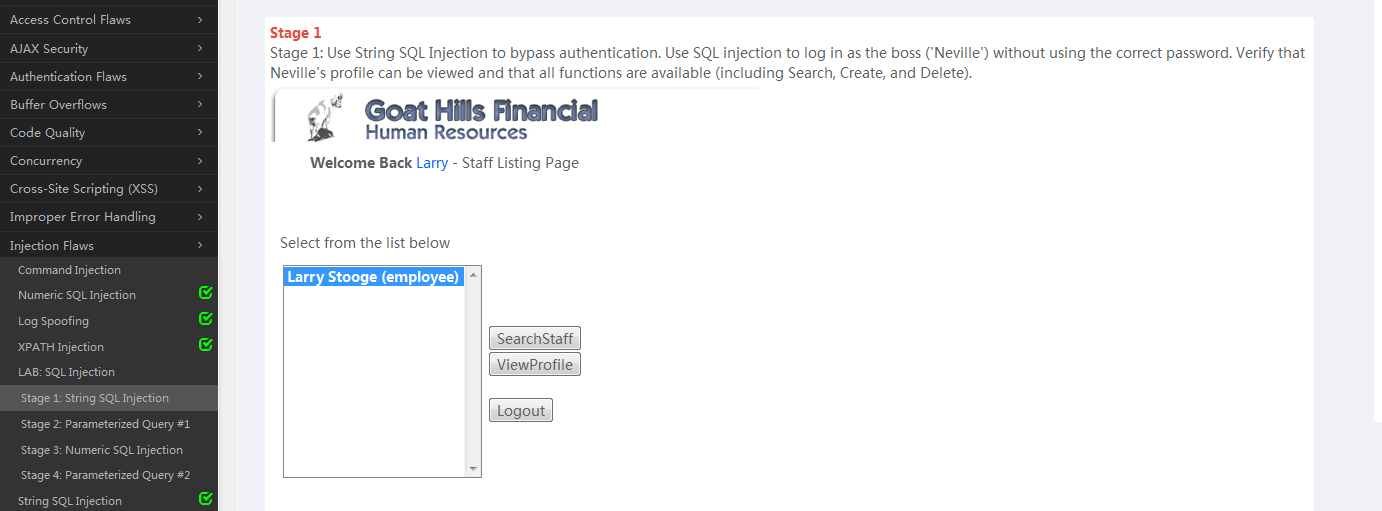 Access Control Flaws
AJAX Security
Authentication Flaws
Buffer Overflows
Code Quality
Concurrency
Cross-Site Scripting (XSS)
Improper Error Handling
Injection Flaws
Command Injection
Numeric SQL Injection
Log Spoofing
XPATH Injection
LAB: SQL Injection
Stage 1: String SQL Injection
Stage 2: Parameterized Query #1
Stage 3: Numeric SQL Injection
Stage 4: Parameterized Query #2
String SQL Injection
Stage 1
Stage 1: Use String SQL Injection to bypass authentication. Use SQL injection to log in as the boss ('Neville') without using the correct password. Verify that
Neville's profile can be viewed and that all functions are available (including Search, Create, and Delete).
Goat Hills Financial
Human Resources
Welcome Back Larry - Staff Listing Page
Select from the list below
Larry Stooge (employee)
SearchStaff
ViewProfile
Logout